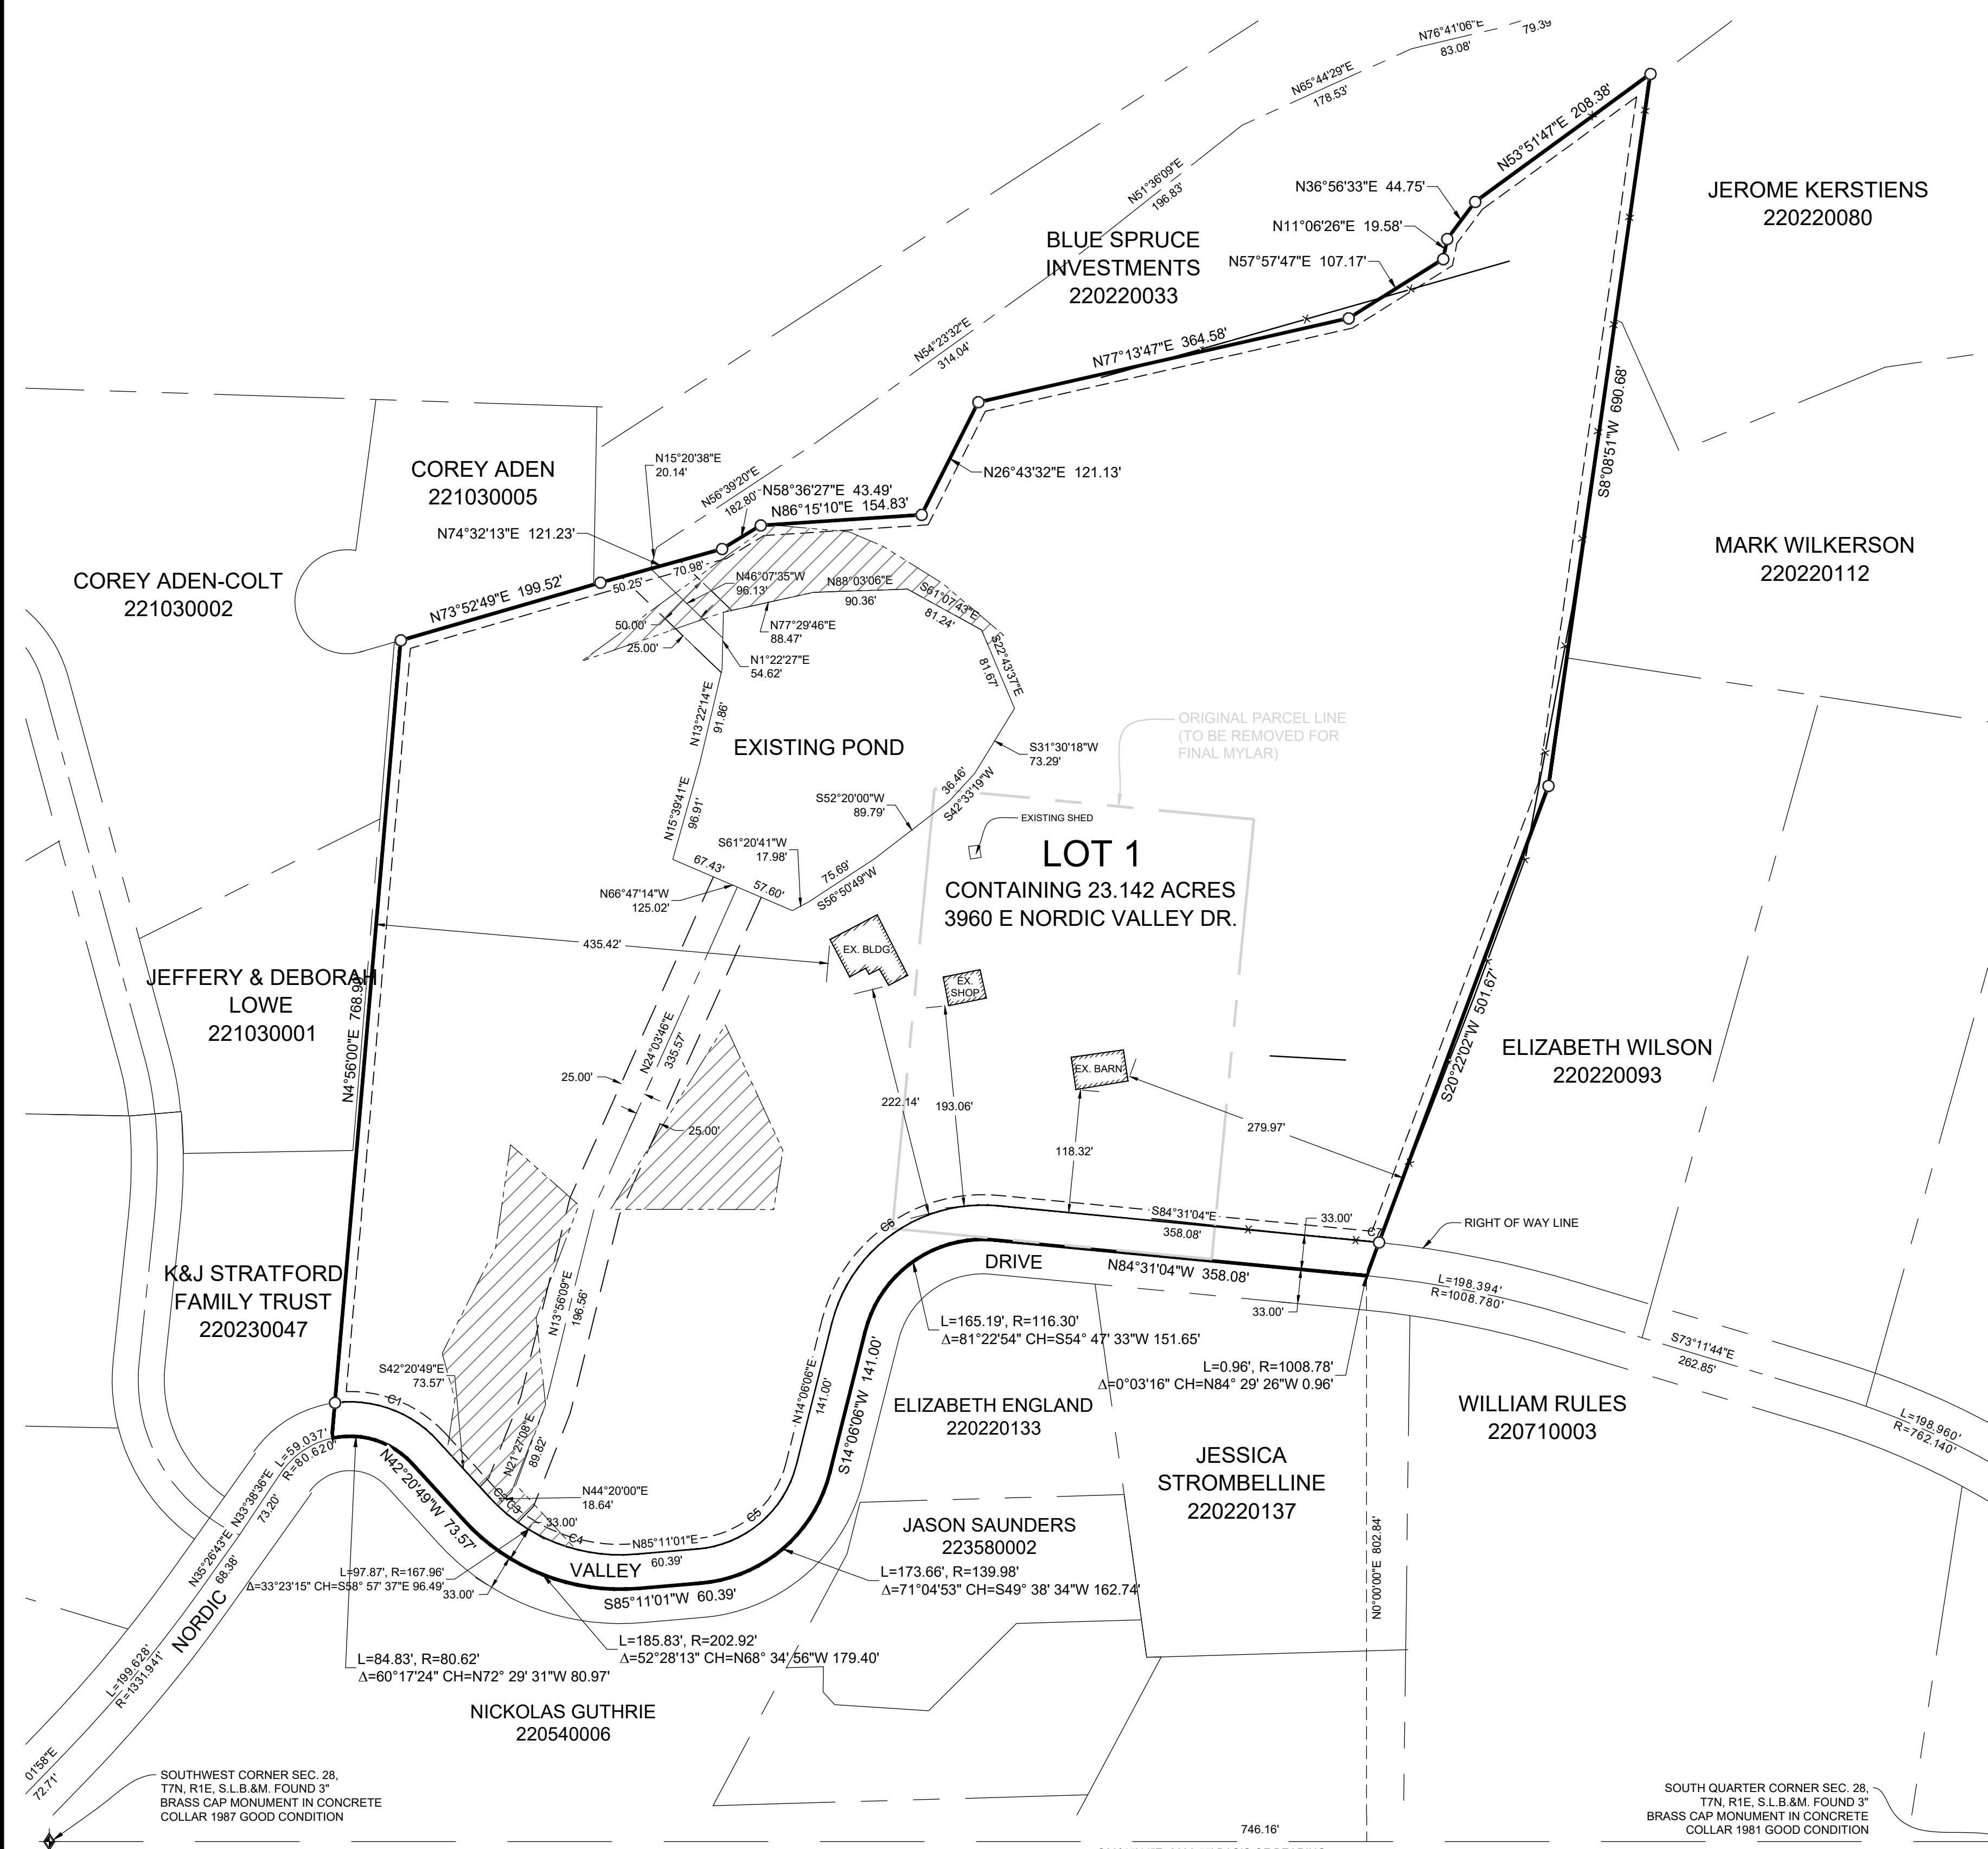 N76°41'06"E
83.08'
79.39
N65°44'29"E
178.53'
N51°36'09"E
196.83'
N53°51'47"E 208.38'
N36°56'33"E 44.75'
N11°06'26"E 19.58'
N57°57'47"E 107.17'
JEROME KERSTIENS
220220080
BLUE SPRUCE
INVESTMENTS
220220033
N54°23'32"E
314.04'
N77°13'47"E 364.58'
S8°08'51"W 690.68'
COREY ADEN
221030005
N15°20'38"E
20.14'
N56°39'20"E
182.80'
N58°36'27"E 43.49'
N86°15'10"E 154.83'
N26°43'32"E 121.13'
N74°32'13"E 121.23'
MARK WILKERSON
220220112
COREY ADEN-COLT
221030002
N73°52'49"E 199.52'
50.25'
70.98'
N46°07'35"W
96.13'
N88°03'06"E
90.36'
S61°07'43"E
81.24'
50.00'
25.00'
N77°29'46"E
88.47'
N1°22'27"E
54.62'
S22°43'37"E
81.67'
N13°22'14"E
91.86'
EXISTING POND
ORIGINAL PARCEL LINE
(TO BE REMOVED FOR
FINAL MYLAR)
S31°30'18"W
73.29'
36.46'
S42°33'19"W
S52°20'00"W
89.79'
N15°39'41"E
96.91'
EXISTING SHED
S61°20'41"W
17.98'
67.43'
57.60'
75.69'
S56°50'49"W
N66°47'14"W
125.02'
LOT 1
CONTAINING 23.142 ACRES
3960 E NORDIC VALLEY DR.
435.42'
EX. BLDG
EX.
SHOP
JEFFERY & DEBORAH
LOWE
221030001
N4°56'00"E 768.99'
N24°03'46"E
335.57'
S20°22'02"W 501.67'
ELIZABETH WILSON
220220093
EX. BARN
25.00'
25.00'
222.14'
193.06'
118.32'
279.97'
C6
S84°31'04"E
358.08'
33.00'
C7
RIGHT OF WAY LINE
K&J STRATFORD
FAMILY TRUST
220230047
DRIVE
N84°31'04"W 358.08'
L=198.394'
R=1008.780'
33.00'
N13°56'09"E
196.56'
L=165.19', R=116.30'
Δ=81°22'54" CH=S54° 47' 33"W 151.65'
S73°11'44"E
262.85'
S42°20'49"E
73.57'
L=0.96', R=1008.78'
Δ=0°03'16" CH=N84° 29' 26"W 0.96'
N14°06'06"E
141.00'
S14°06'06"W 141.00'
C1
ELIZABETH ENGLAND
220220133
WILLIAM RULES
220710003
L=198.960'
R=762.140'
L=59.037'
R=80.620'
N42°20'49"W 73.57'
N21°27'08"E
89.82'
JESSICA
STROMBELLINE
220220137
N33°38'36"E
73.20'
N44°20'00"E
18.64'
C2
C3
C5
33.00'
C4
N85°11'01"E
60.39'
JASON SAUNDERS
223580002
N35°26'43"E
68.38'
L=97.87', R=167.96'
Δ=33°23'15" CH=S58° 57' 37"E 96.49'
33.00'
VALLEY
S85°11'01"W 60.39'
L=173.66', R=139.98'
Δ=71°04'53" CH=S49° 38' 34"W 162.74'
N0°00'00"E 802.84'
NORDIC
L=199.628'
R=1331.941'
L=84.83', R=80.62'
Δ=60°17'24" CH=N72° 29' 31"W 80.97'
L=185.83', R=202.92'
Δ=52°28'13" CH=N68° 34' 56"W 179.40'
NICKOLAS GUTHRIE
220540006
01'58"E
72.71'
SOUTHWEST CORNER SEC. 28,
T7N, R1E, S.L.B.&M. FOUND 3"
BRASS CAP MONUMENT IN CONCRETE
COLLAR 1987 GOOD CONDITION
SOUTH QUARTER CORNER SEC. 28,
T7N, R1E, S.L.B.&M. FOUND 3"
BRASS CAP MONUMENT IN CONCRETE
COLLAR 1981 GOOD CONDITION
746.16'